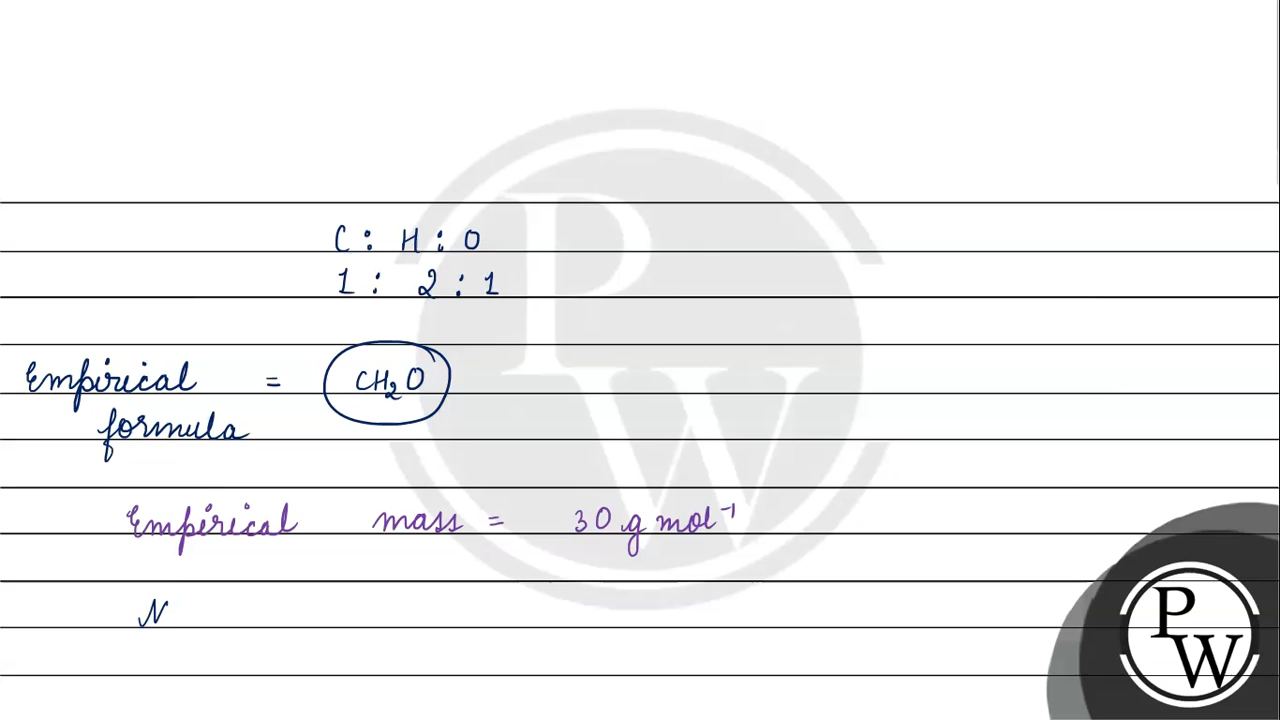 C : H : O
1 : 2 : 1
Empirical = CH₂O
formula
Empirical mass = 30 g mol⁻¹
N
P
W
P
W